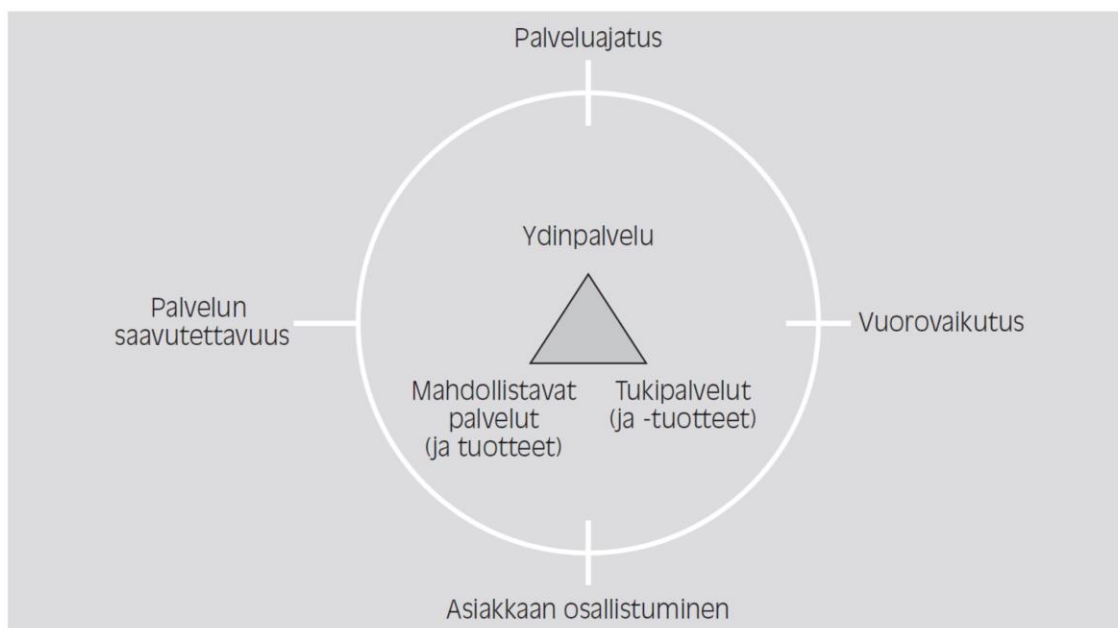 Palveluajatus
Ydinpalvelu
Palvelun
saavutettavuus
Vuorovaikutus
Mahdollistavat
palvelut
(ja tuotteet)
Tukipalvelut
(ja -tuotteet)
Asiakkaan osallistuminen